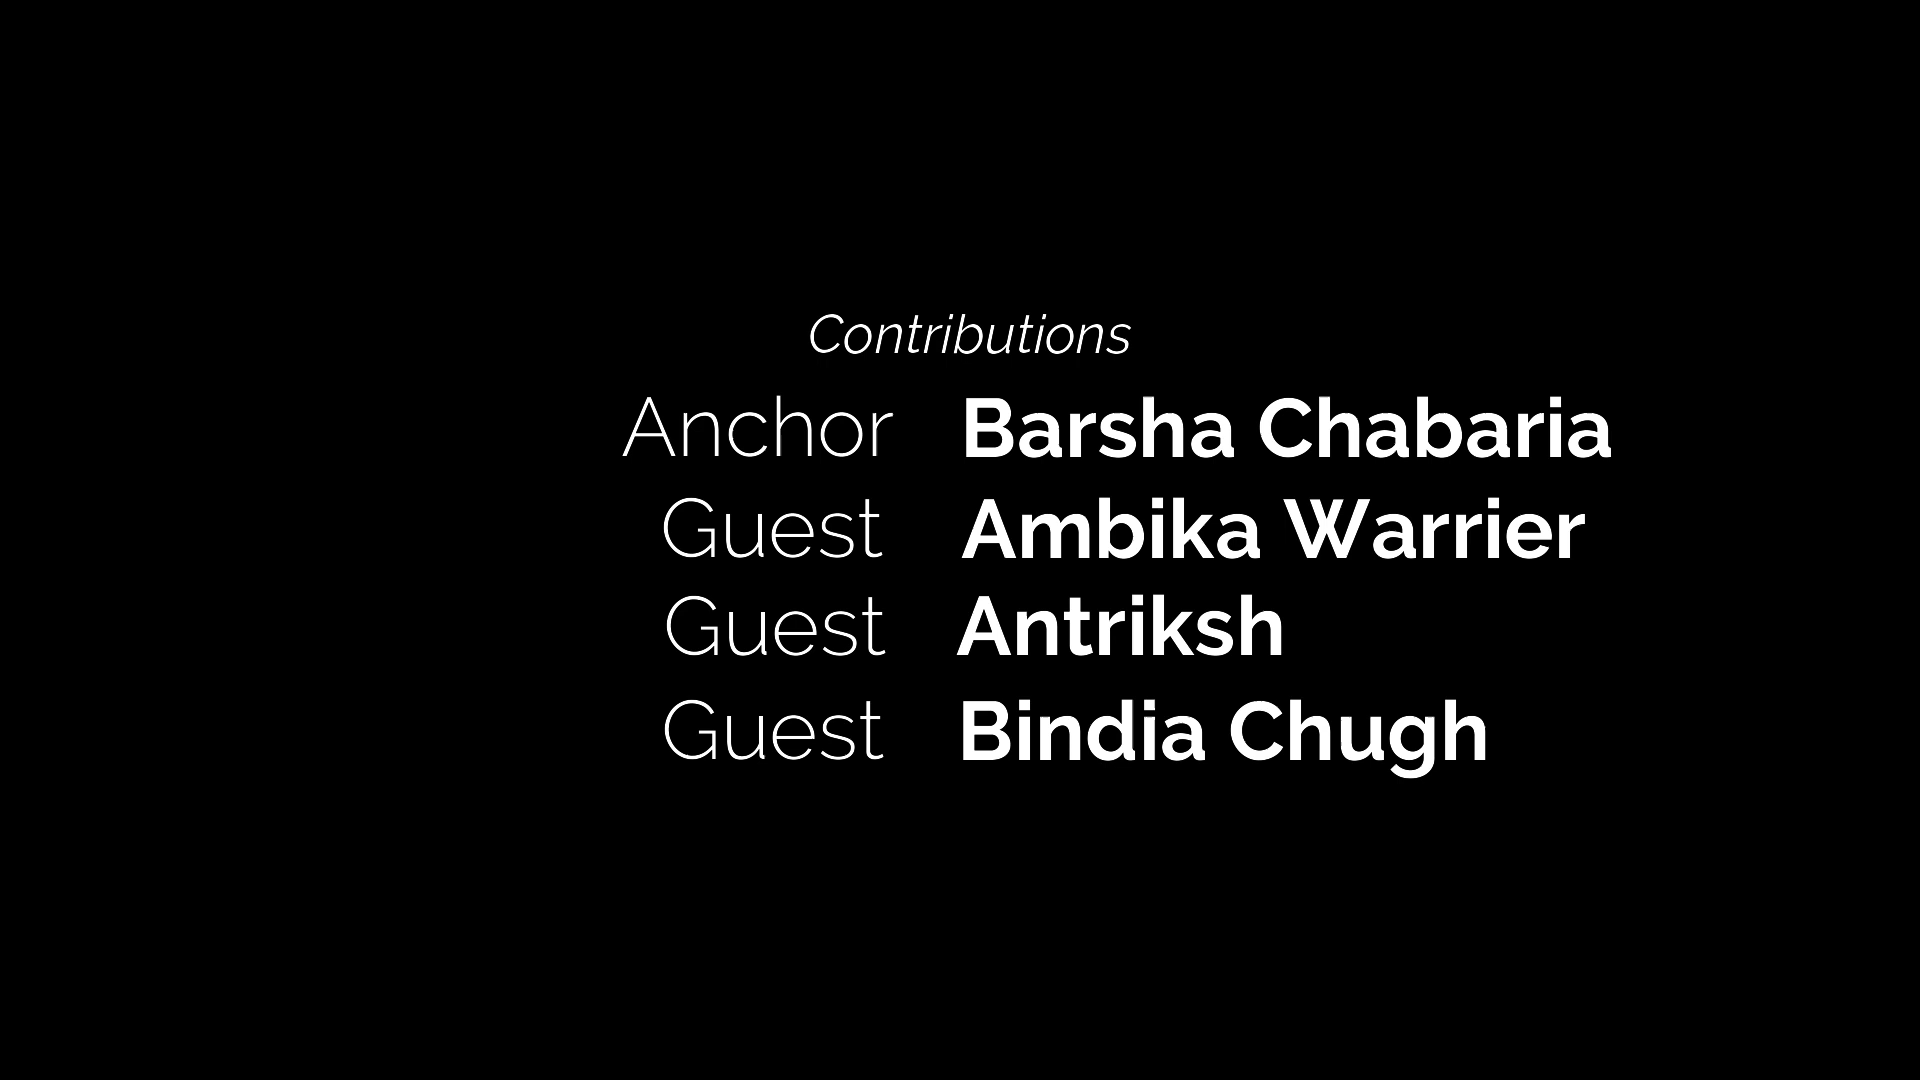 Contributions
Anchor Barsha Chabaria
Guest Ambika Warrier
Guest Antriksh
Guest Bindia Chugh